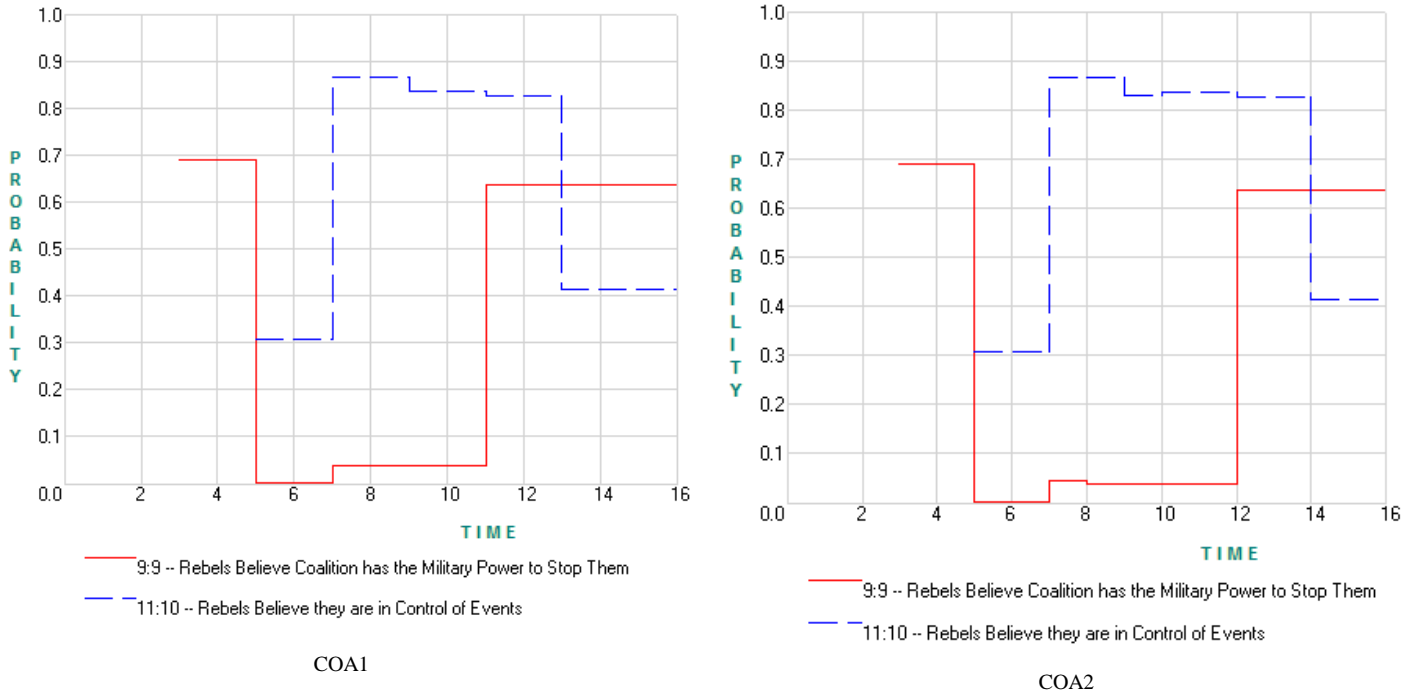 1.0
0.9
0.8
0.7
0.6
0.5
0.4
0.3
0.2
0.1
0.0
PROBABILITY
2 4 6 8 10 12 14 16
TIME
9:9 -- Rebels Believe Coalition has the Military Power to Stop Them
11:10 -- Rebels Believe they are in Control of Events
COA1
1.0
0.9
0.8
0.7
0.6
0.5
0.4
0.3
0.2
0.1
0.0
PROBABILITY
2 4 6 8 10 12 14 16
TIME
9:9 -- Rebels Believe Coalition has the Military Power to Stop Them
11:10 -- Rebels Believe they are in Control of Events
COA2